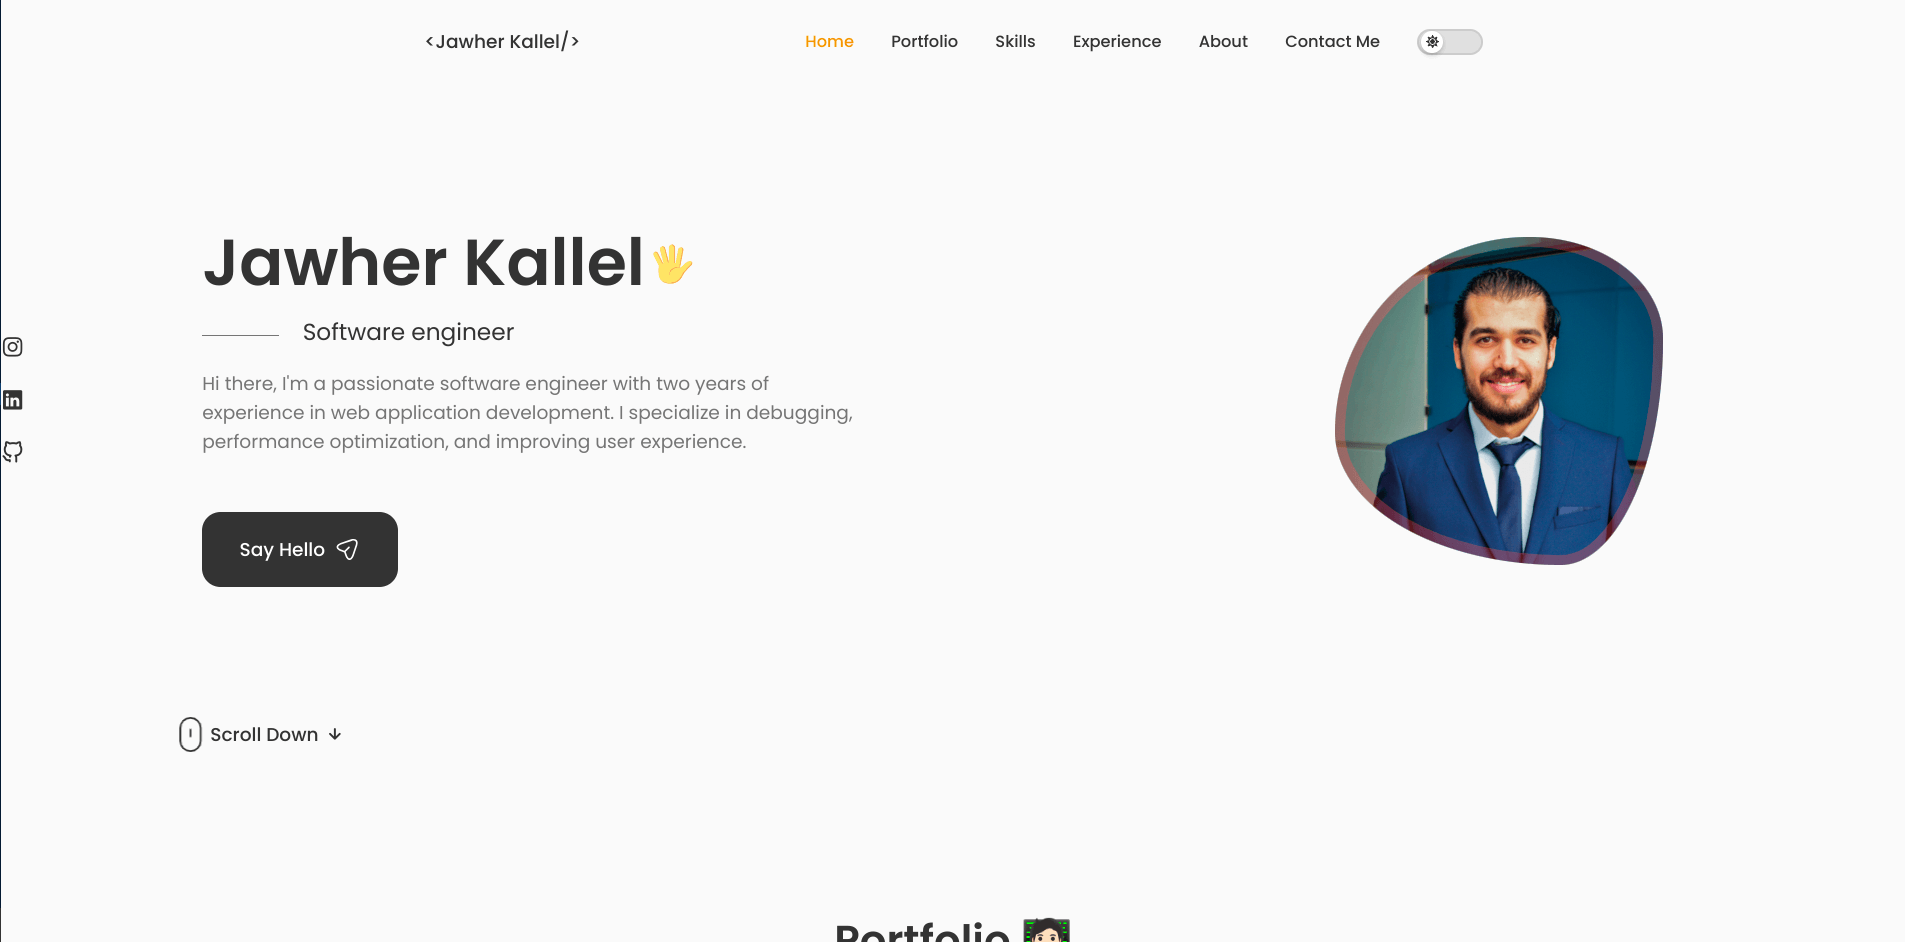 <Jawher Kallel/>
Home
Portfolio
Skills
Experience
About
Contact Me
Jawher Kallel
Software engineer
Hi there, I'm a passionate software engineer with two years of
experience in web application development. I specialize in debugging,
performance optimization, and improving user experience.
Say Hello
Scroll Down
Portfolio